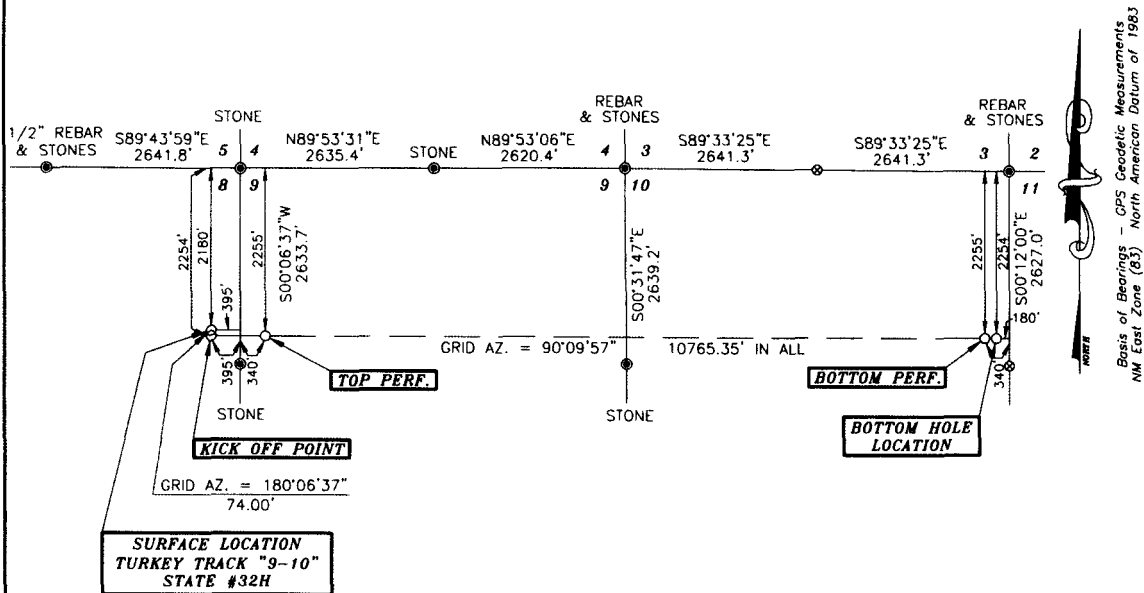 1/2" REBAR
& STONES
S89°43'59"E
2641.8'
5
STONE
4
8
9
N89°53'31"E
2635.4'
STONE
N89°53'06"E
2620.4'
REBAR
& STONES
4
3
9
10
S89°33'25"E
2641.3'
S89°33'25"E
2641.3'
REBAR
& STONES
3
2
11
2254'
2180'
395'
2255'
S00°06'37"W
2633.7'
S00°31'47"E
2639.2'
2255'
2254'
S00°12'00"E
2627.0'
180'
340'
395'
340'
GRID AZ. = 90°09'57"
10765.35' IN ALL
TOP PERF.
STONE
STONE
BOTTOM PERF.
BOTTOM HOLE
LOCATION
KICK OFF POINT
GRID AZ. = 180°06'37"
74.00'
SURFACE LOCATION
TURKEY TRACK "9-10"
STATE #32H
NORTH
Basis of Bearings - GPS Geodetic Measurements
NM East Zone (83) North American Datum of 1983